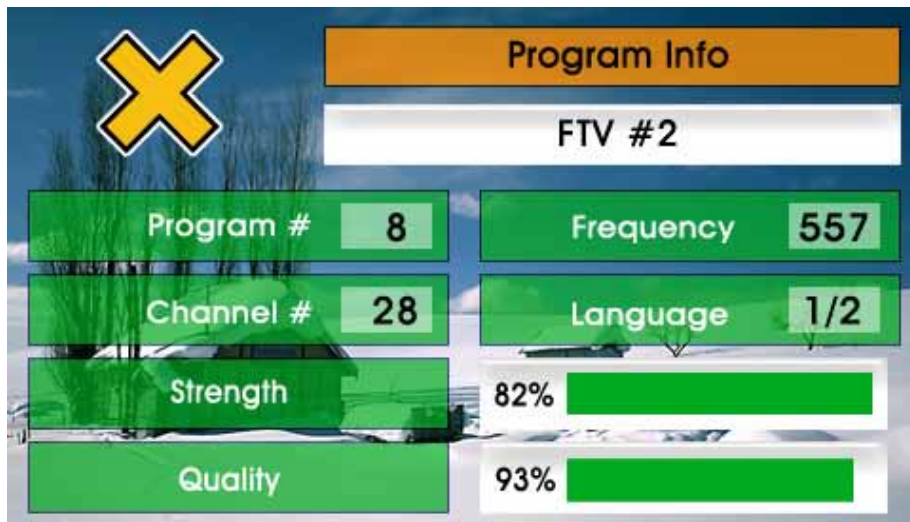 Program Info
FTV #2
Program # 8
Frequency 557
Channel # 28
Language 1/2
Strength 82%
Quality 93%